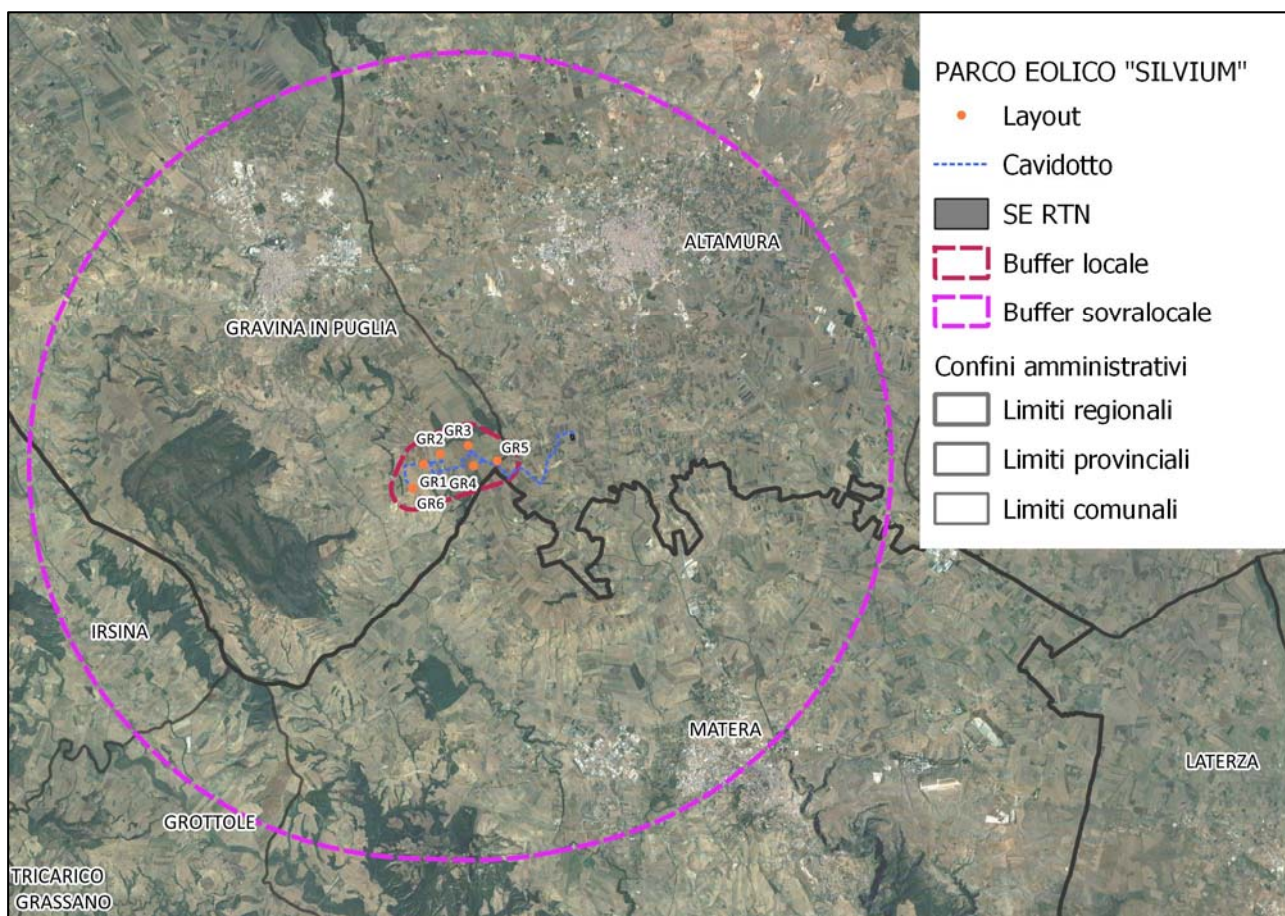 PARCO EOLICO "SILVIUM"
Layout
Cavidotto
SE RTN
Buffer locale
Buffer sovralocale
Confini amministrativi
Limiti regionali
Limiti provinciali
Limiti comunali
ALTAMURA
GRAVINA IN PUGLIA
GR3
GR2
GR5
GR1
GR4
GR6
IRSINA
MATERA
LATERZA
GROTTOLE
TRICARICO
GRASSANO